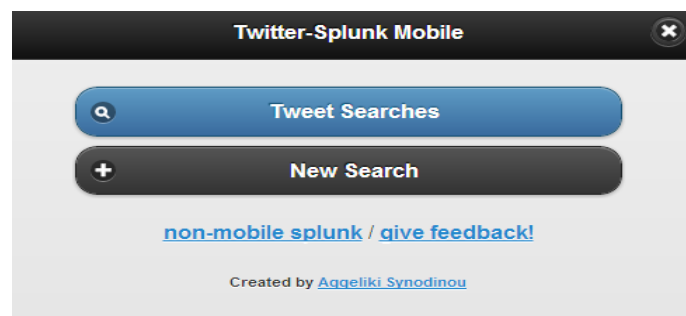 Twitter-Splunk Mobile
Tweet Searches
New Search
non-mobile splunk / give feedback!
Created by Aggeliki Synodinou